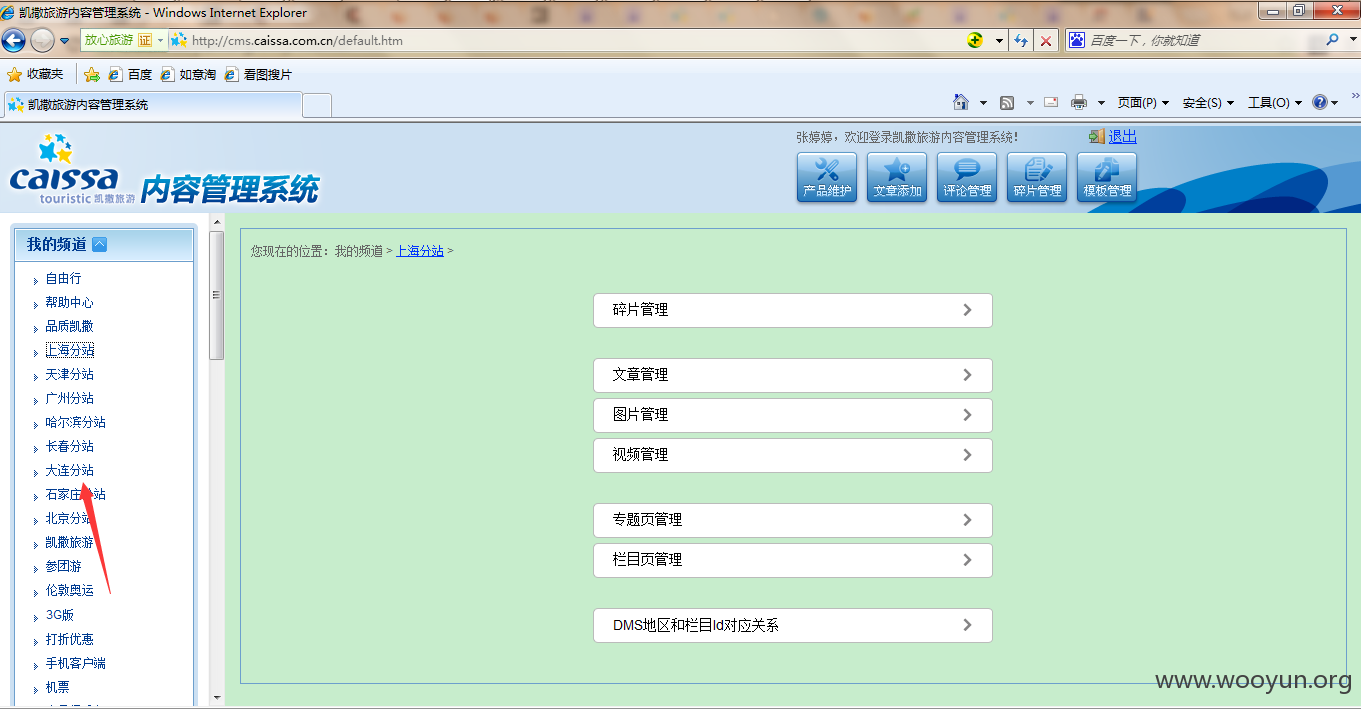 凯撒旅游内容管理系统 - Windows Internet Explorer
放心旅游 证 http://cms.caissa.com.cn/default.htm 百度一下，你就知道
收藏夹 百度 如意淘 看图搜片
凯撒旅游内容管理系统 页面(P) 安全(S) 工具(O)
张婷婷，欢迎登录凯撒旅游内容管理系统！ 退出
caissa
touristic 凯撒旅游
内容管理系统
产品维护 文章添加 评论管理 碎片管理 模板管理
我的频道
自由行
帮助中心
品质凯撒
上海分站
天津分站
广州分站
哈尔滨分站
长春分站
大连分站
石家庄分站
北京分站
凯撒旅游
参团游
伦敦奥运
3G版
打折优惠
手机客户端
机票
您现在的位置：我的频道 > 上海分站 >
碎片管理
文章管理
图片管理
视频管理
专题页管理
栏目页管理
DMS地区和栏目Id对应关系
www.wooyun.org